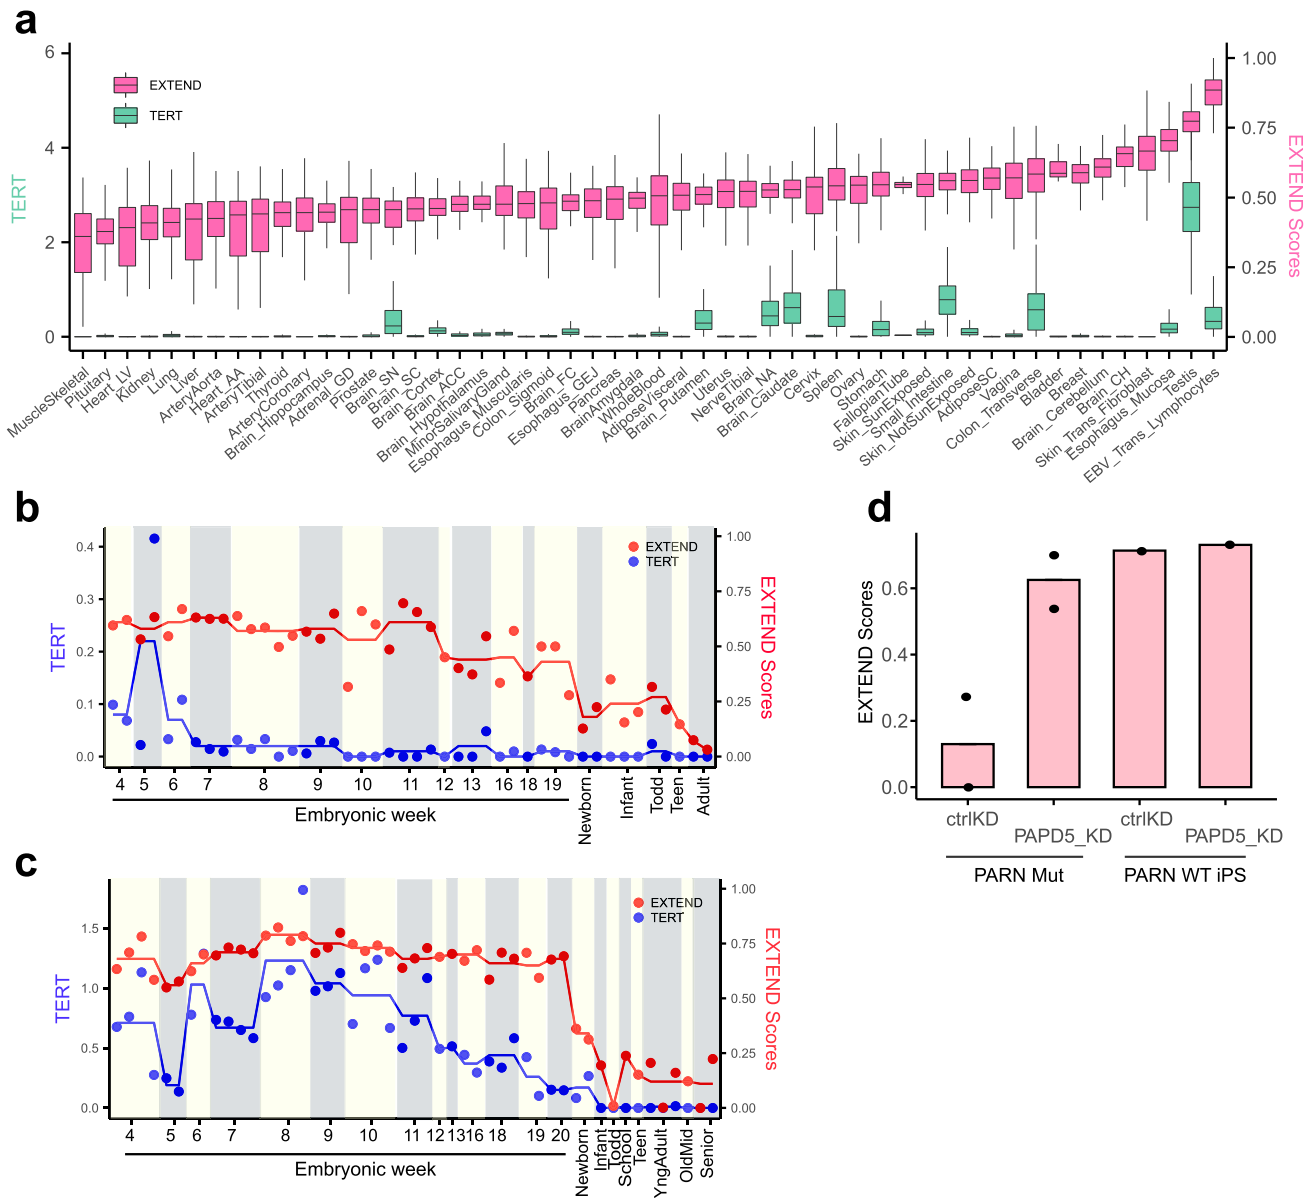 a
6
4
2
0
TERT
EXTEND
TERT
1.00
0.75
0.50
0.25
0.00
EXTEND Scores
MuscleSkeletal
Pituitary
Heart_LV
Kidney
Lung
Liver
ArteryAorta
Heart_AA
ArteryTibial
Thyroid
ArteryCoronary
Brain_Hippocampus
Adrenal_GD
Prostate
Brain_SN
Brain_SC
Brain_Cortex
Brain_ACC
Brain_Hypothalamus
MinorSalivaryGland
Esophagus_Muscularis
Colon_Sigmoid
Brain_FC
Esophagus_GEJ
Pancreas
BrainAmygdala
WholeBlood
AdiposeVisceral
Brain_Putamen
Uterus
NerveTibial
Brain_NA
Brain_Caudate
Cervix
Spleen
Ovary
Stomach
FallopianTube
Skin_SunExposed
Small_Intestine
Skin_NotSunExposed
AdiposeSC
Vagina
Colon_Transverse
Bladder
Breast
Brain_Cerebellum
Brain_CH
Skin_Trans_Fibroblast
Esophagus_Mucosa
Testis
EBV_Trans_Lymphocytes
b
0.4
0.3
0.2
0.1
0.0
TERT
EXTEND
TERT
1.00
0.75
0.50
0.25
0.00
EXTEND Scores
4 5 6 7 8 9 10 11 12 13 16 18 19 Newborn Infant Todd Teen Adult
Embryonic week
c
1.5
1.0
0.5
0.0
TERT
EXTEND
TERT
1.00
0.75
0.50
0.25
0.00
EXTEND Scores
4 5 6 7 8 9 10 11 12 13 16 18 19 20 Newborn Infant Todd School Teen YngAdult OldMid Senior
Embryonic week
d
0.6
0.4
0.2
0.0
EXTEND Scores
ctrlKD PAPD5_KD ctrlKD PAPD5_KD
PARN Mut PARN WT iPS